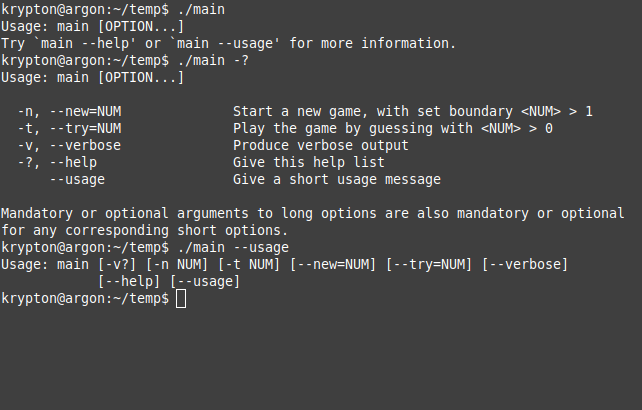 krypton@argon:~/temp$ ./main
Usage: main [OPTION...]
Try `main --help' or `main --usage' for more information.
krypton@argon:~/temp$ ./main -?
Usage: main [OPTION...]

  -n, --new=NUM              Start a new game, with set boundary <NUM> > 1
  -t, --try=NUM              Play the game by guessing with <NUM> > 0
  -v, --verbose              Produce verbose output
  -?, --help                 Give this help list
      --usage                Give a short usage message

Mandatory or optional arguments to long options are also mandatory or optional
for any corresponding short options.
krypton@argon:~/temp$ ./main --usage
Usage: main [-v?] [-n NUM] [-t NUM] [--new=NUM] [--try=NUM] [--verbose]
            [--help] [--usage]
krypton@argon:~/temp$